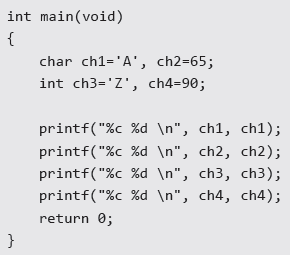 int main(void)
{
    char ch1='A', ch2=65;
    int ch3='Z', ch4=90;

    printf("%c %d \n", ch1, ch1);
    printf("%c %d \n", ch2, ch2);
    printf("%c %d \n", ch3, ch3);
    printf("%c %d \n", ch4, ch4);
    return 0;
}